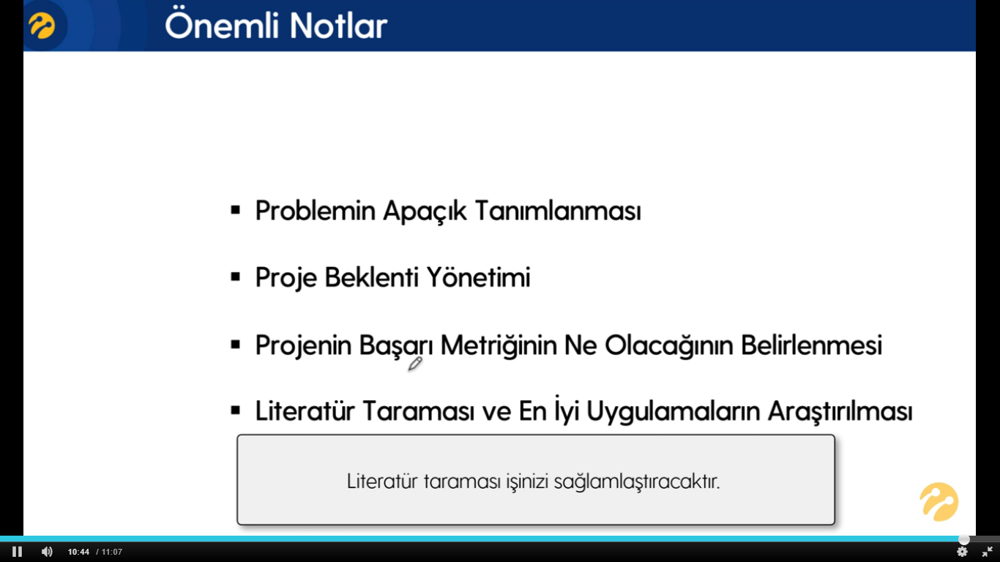 Önemli Notlar
▪ Problemin Apaçık Tanımlanması
▪ Proje Beklenti Yönetimi
▪ Projenin Başarı Metriğinin Ne Olacağının Belirlenmesi
▪ Literatür Taraması ve En İyi Uygulamaların Araştırılması
Literatür taraması işinizi sağlamlaştıracaktır.
10:44 / 11:07